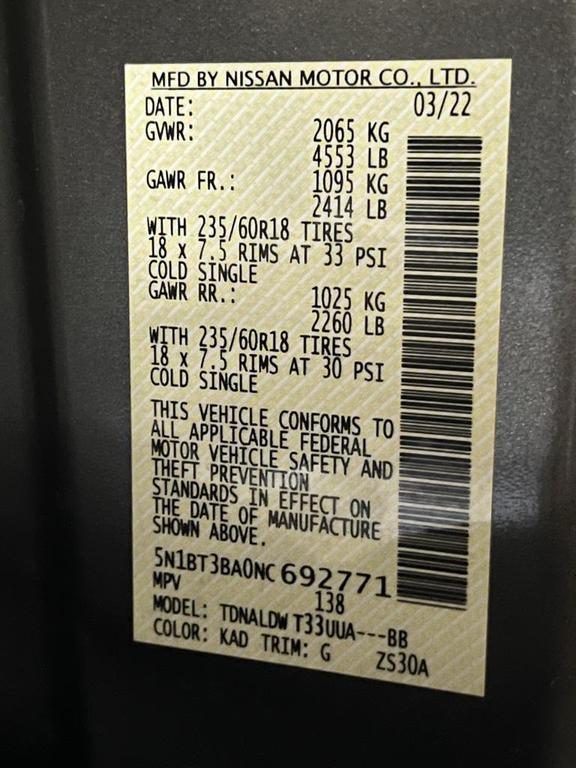 MFD BY NISSAN MOTOR CO., LTD.
DATE: 03/22
GVWR: 2065 KG
4553 LB
GAWR FR.: 1095 KG
2414 LB
WITH 235/60R18 TIRES
18 X 7.5 RIMS AT 33 PSI
COLD SINGLE
GAWR RR.: 1025 KG
2260 LB
WITH 235/60R18 TIRES
18 X 7.5 RIMS AT 30 PSI
COLD SINGLE
THIS VEHICLE CONFORMS TO
ALL APPLICABLE FEDERAL
MOTOR VEHICLE SAFETY AND
THEFT PREVENTION
STANDARDS IN EFFECT ON
THE DATE OF MANUFACTURE
SHOWN ABOVE.
5N1BT3BA0NC692771
MPV 138
MODEL: TDNALDW T33UUA---BB
COLOR: KAD TRIM: G ZS30A